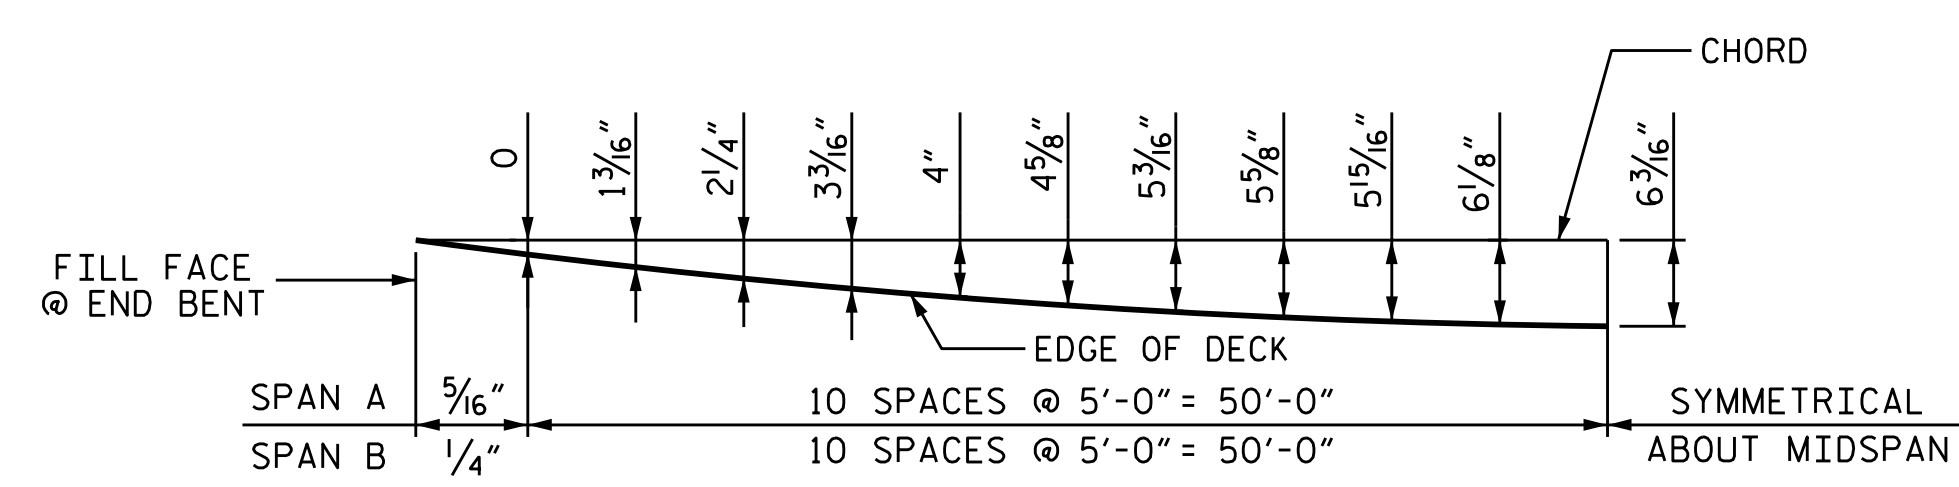 CHORD
0
1 3/16"
2 1/4"
3 3/16"
4"
4 5/8"
5 3/16"
5 5/8"
5 15/16"
6 1/8"
6 3/16"
FILL FACE
@ END BENT
EDGE OF DECK
SPAN A
5/16"
10 SPACES @ 5'-0" = 50'-0"
SYMMETRICAL
SPAN B
1/4"
10 SPACES @ 5'-0" = 50'-0"
ABOUT MIDSPAN